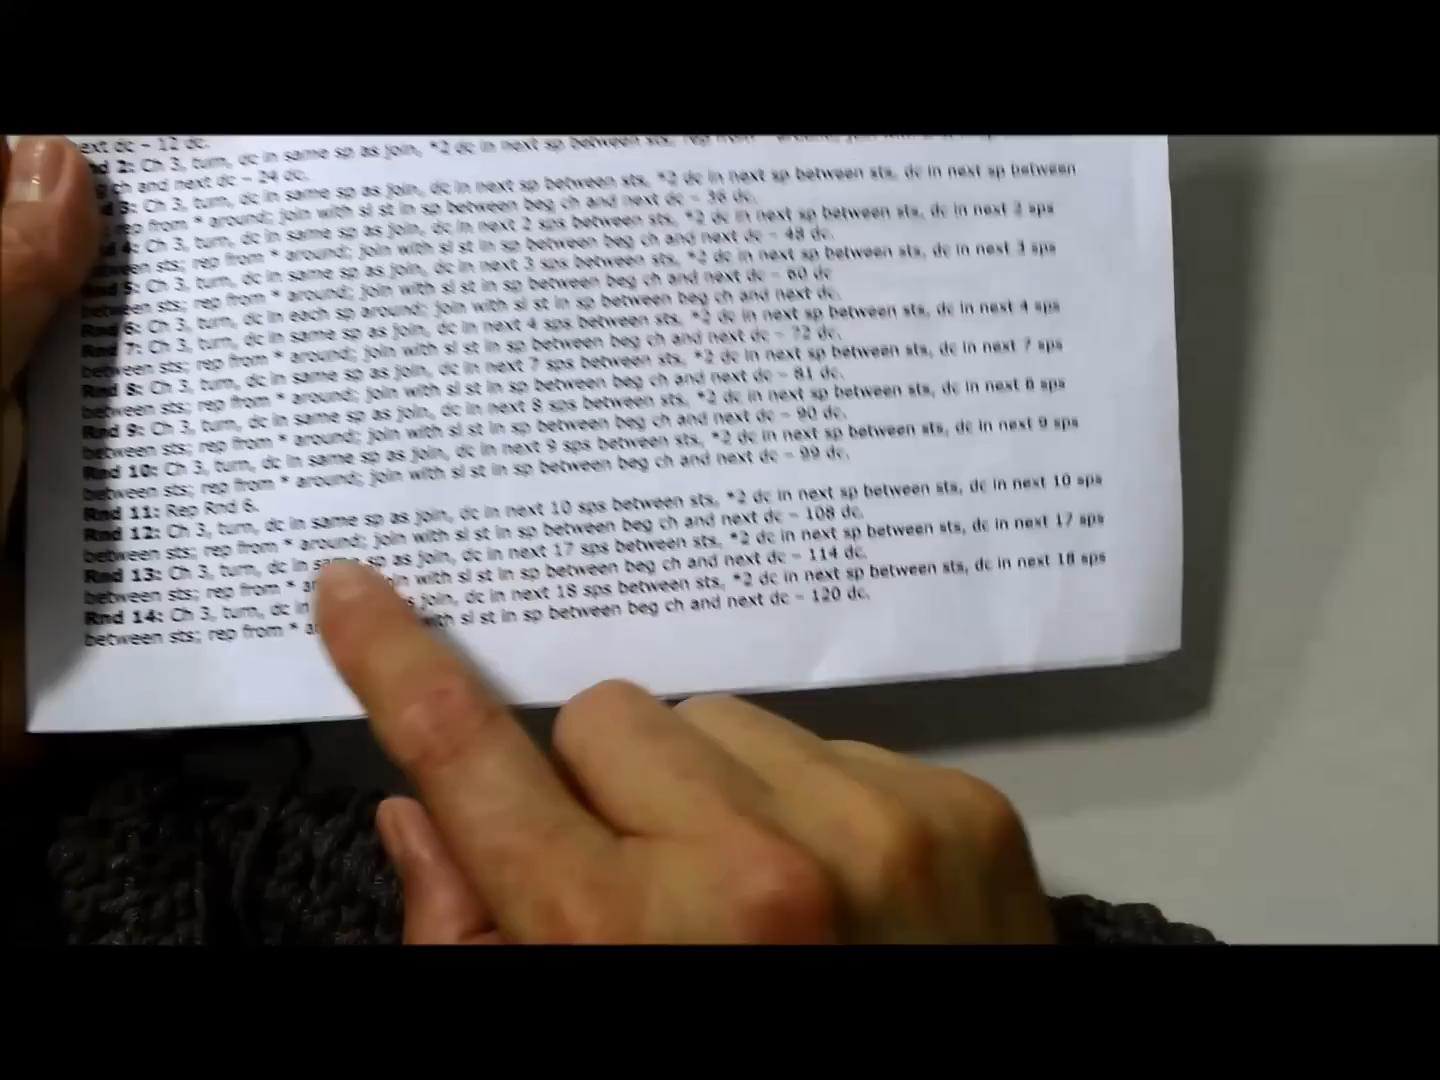 ext dc – 12 dc.
nd 2: Ch 3, turn, dc in same sp as join, *2 dc in next sp between sts, rep from
g ch and next dc – 24 dc.
d 3: Ch 3, turn, dc in same sp as join, dc in next sp between sts, *2 dc in next sp between sts, dc in next sp between
rep from * around; join with sl st in sp between beg ch and next dc – 36 dc.
d 4: Ch 3, turn, dc in same sp as join, dc in next 2 sps between sts, *2 dc in next sp between sts, dc in next 2 sps
between sts; rep from * around; join with sl st in sp between beg ch and next dc – 48 dc.
nd 5: Ch 3, turn, dc in same sp as join, dc in next 3 sps between sts, *2 dc in next sp between sts, dc in next 3 sps
between sts; rep from * around; join with sl st in sp between beg ch and next dc – 60 dc
Rnd 6: Ch 3, turn, dc in each sp around; join with sl st in sp between beg ch and next dc.
Rnd 7: Ch 3, turn, dc in same sp as join, dc in next 4 sps between sts, *2 dc in next sp between sts, dc in next 4 sps
between sts; rep from * around; join with sl st in sp between beg ch and next dc – 72 dc.
Rnd 8: Ch 3, turn, dc in same sp as join, dc in next 7 sps between sts, *2 dc in next sp between sts, dc in next 7 sps
between sts; rep from * around; join with sl st in sp between beg ch and next dc – 81 dc.
Rnd 9: Ch 3, turn, dc in same sp as join, dc in next 8 sps between sts, *2 dc in next sp between sts, dc in next 8 sps
between sts; rep from * around; join with sl st in sp between beg ch and next dc – 90 dc.
Rnd 10: Ch 3, turn, dc in same sp as join, dc in next 9 sps between sts, *2 dc in next sp between sts, dc in next 9 sps
between sts; rep from * around; join with sl st in sp between beg ch and next dc – 99 dc.
Rnd 11: Rep Rnd 6.
Rnd 12: Ch 3, turn, dc in same sp as join, dc in next 10 sps between sts, *2 dc in next sp between sts, dc in next 10 sps
between sts; rep from * around; join with sl st in sp between beg ch and next dc – 108 dc.
Rnd 13: Ch 3, turn, dc in same sp as join, dc in next 17 sps between sts, *2 dc in next sp between sts, dc in next 17 sps
between sts; rep from * join with sl st in sp between beg ch and next dc – 114 dc.
Rnd 14: Ch 3, turn, dc in join, dc in next 18 sps between sts, *2 dc in next sp between sts, dc in next 18 sps
between sts; rep from * with sl st in sp between beg ch and next dc – 120 dc.